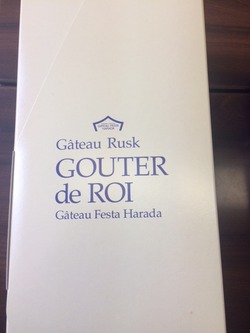 Gâteau Rusk
GOUTER
de ROI
Gâteau Festa Harada